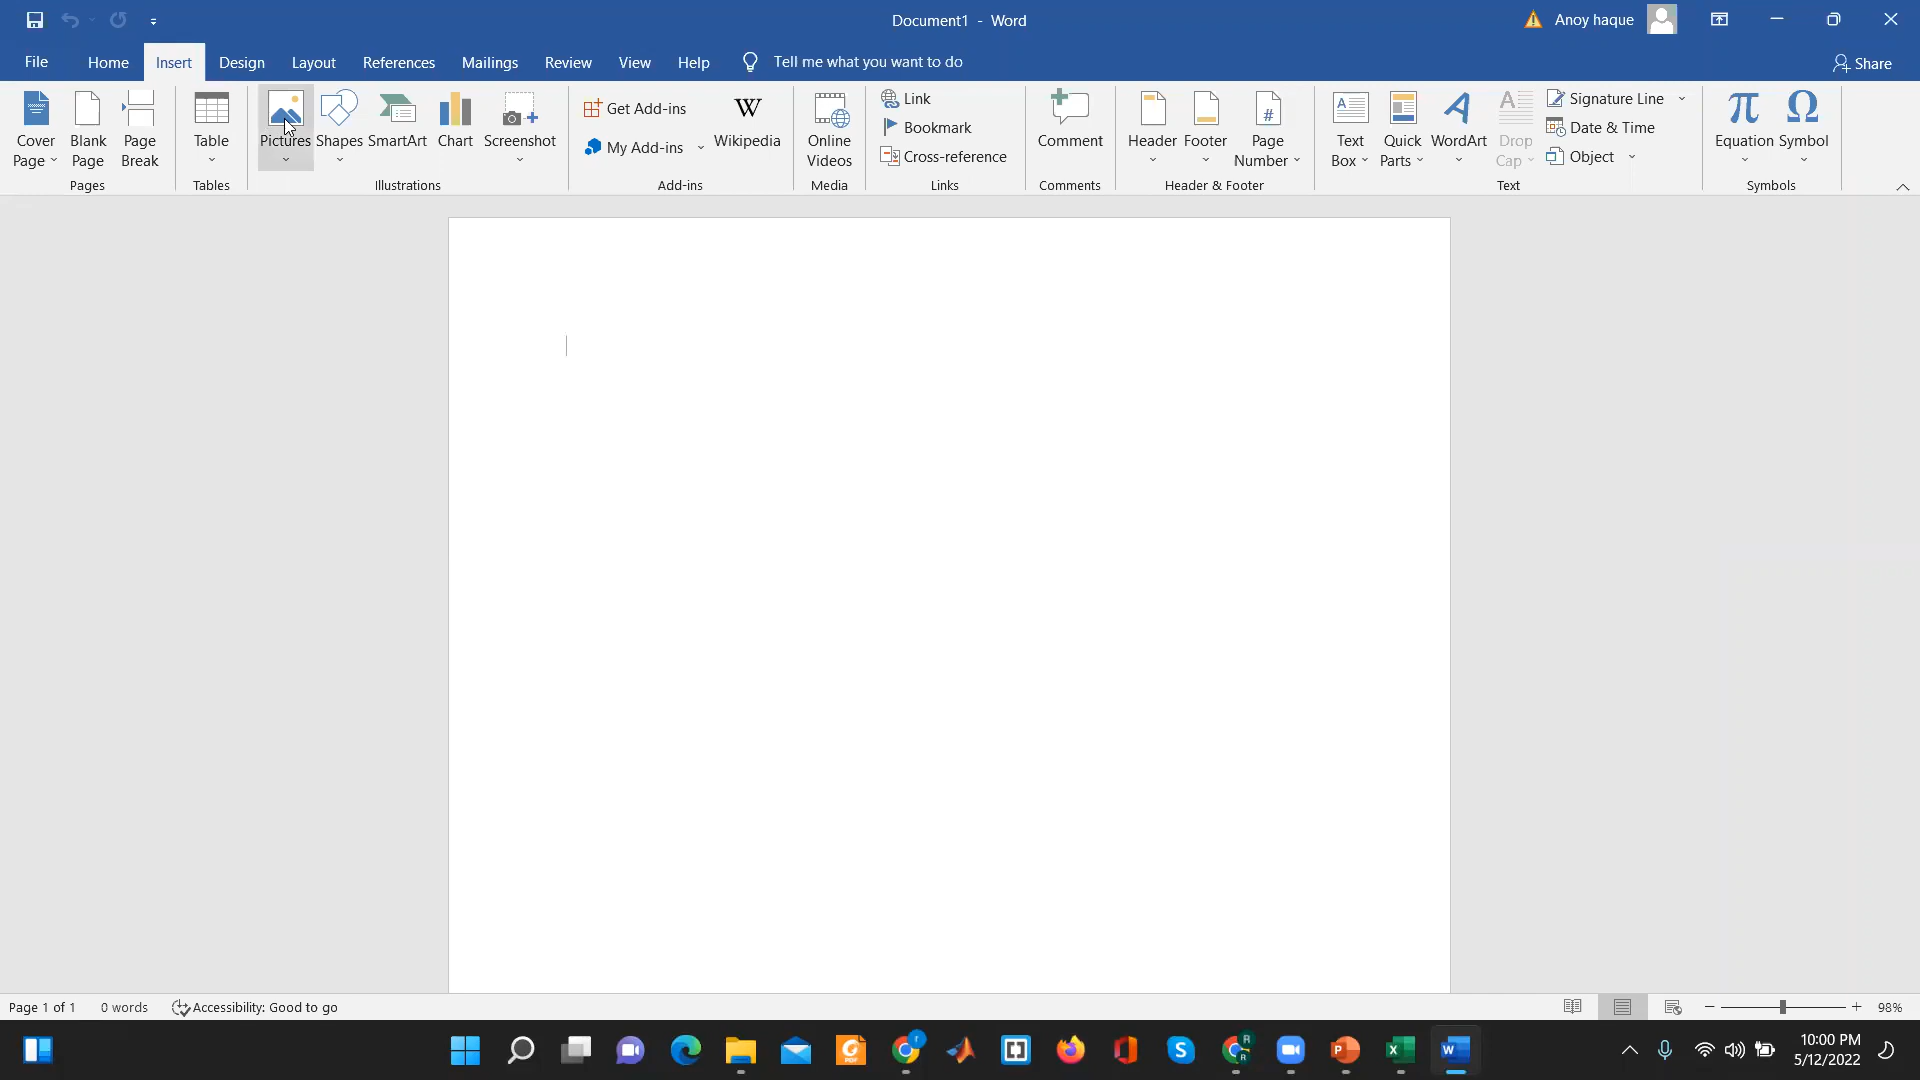 Document1 - Word
Anoy haque
File Home Insert Design Layout References Mailings Review View Help Tell me what you want to do
Share
Cover Page
Blank Page
Page Break
Pages
Table
Tables
Pictures
Shapes
SmartArt
Chart
Screenshot
Illustrations
Get Add-ins
My Add-ins
W
Wikipedia
Add-ins
Online Videos
Media
Link
Bookmark
Cross-reference
Links
Comment
Comments
Header
Footer
#
Page Number
Header & Footer
A
Text Box
Quick Parts
A
WordArt
A
Drop Cap
Signature Line
Date & Time
Object
Text
π
Equation
Ω
Symbol
Symbols
Page 1 of 1 0 words Accessibility: Good to go
98%
PDF
r
R
R
S
P
X
W
10:00 PM
5/12/2022